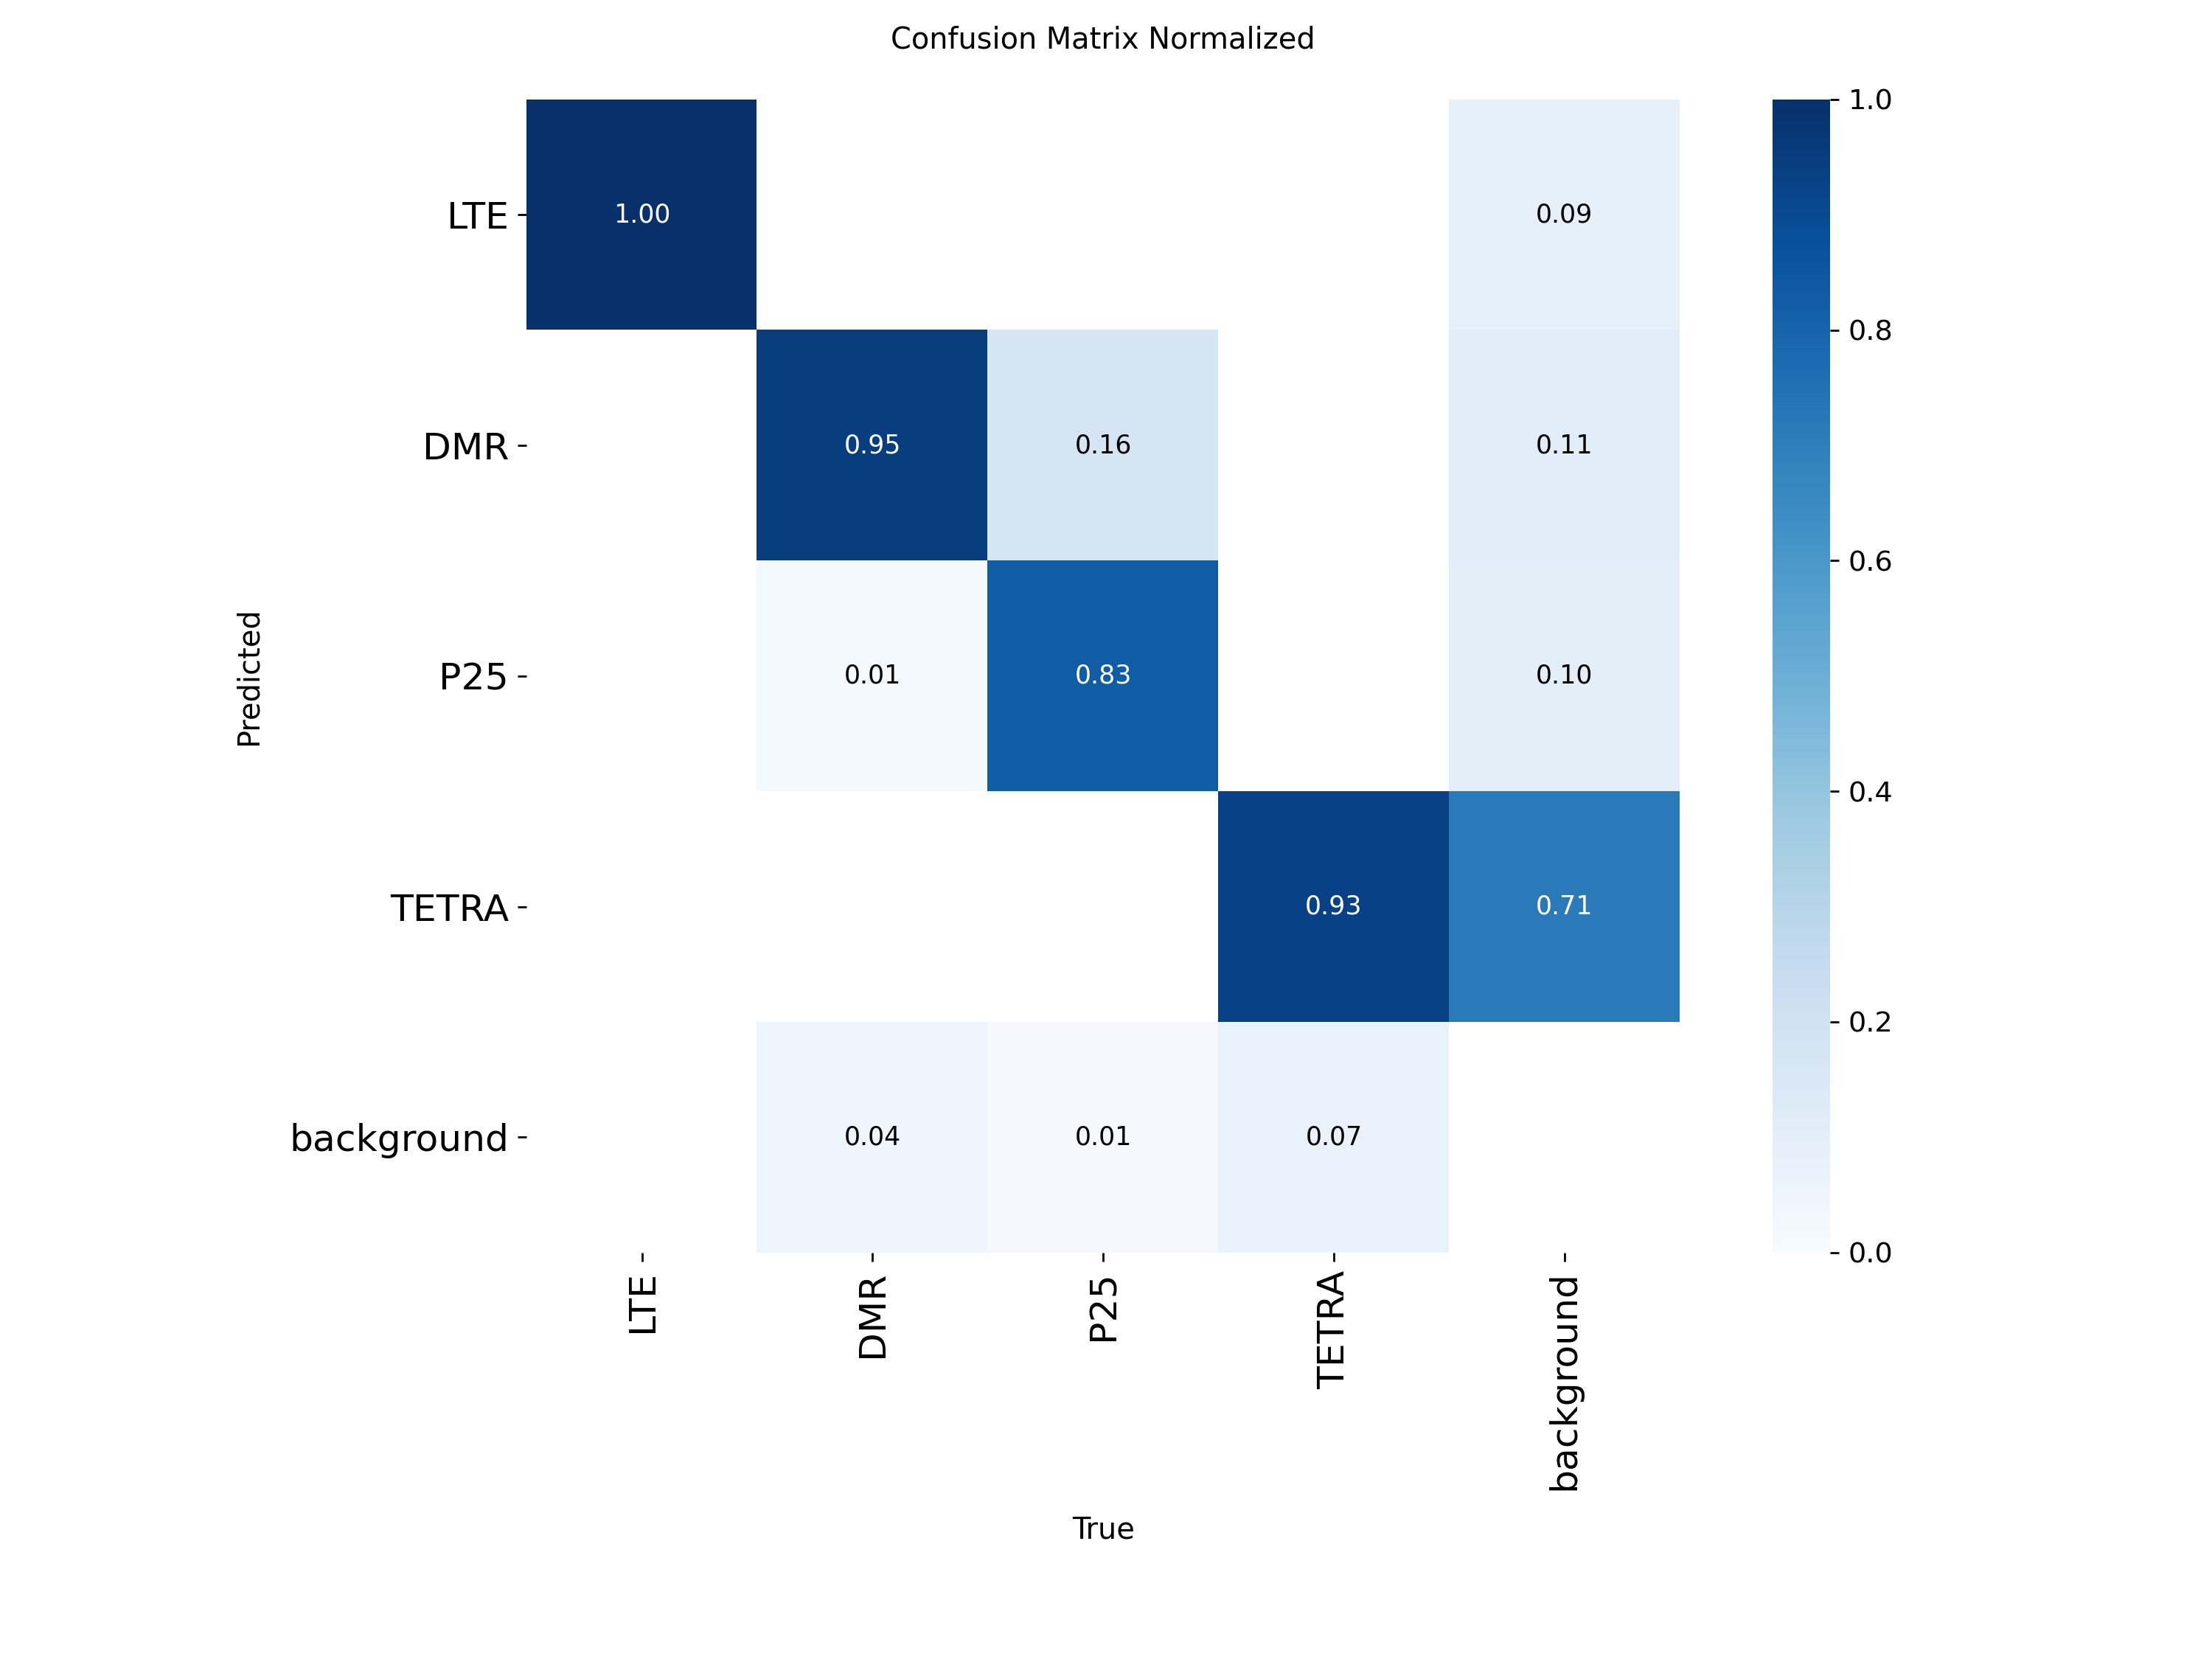 Confusion Matrix Normalized
1.0
LTE
1.00
0.09
0.8
DMR
0.95
0.16
0.11
0.6
Predicted
P25
0.01
0.83
0.10
0.4
TETRA
0.93
0.71
0.2
background
0.04
0.01
0.07
0.0
LTE
DMR
P25
TETRA
background
True